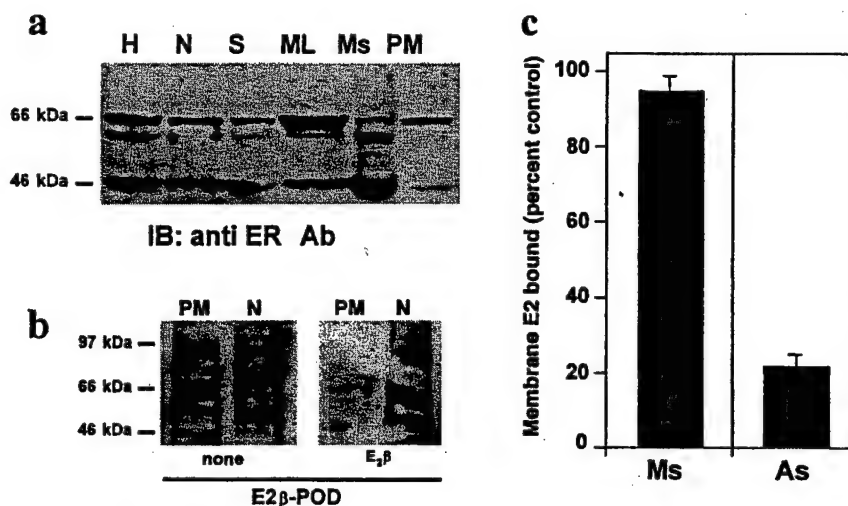 a
H N S ML Ms PM
66 kDa
46 kDa
IB: anti ER Ab
b
PM N PM N
97 kDa
66 kDa
46 kDa
none E₂β
E2β-POD
c
Membrane E2 bound (percent control)
100
80
60
40
20
0
Ms As